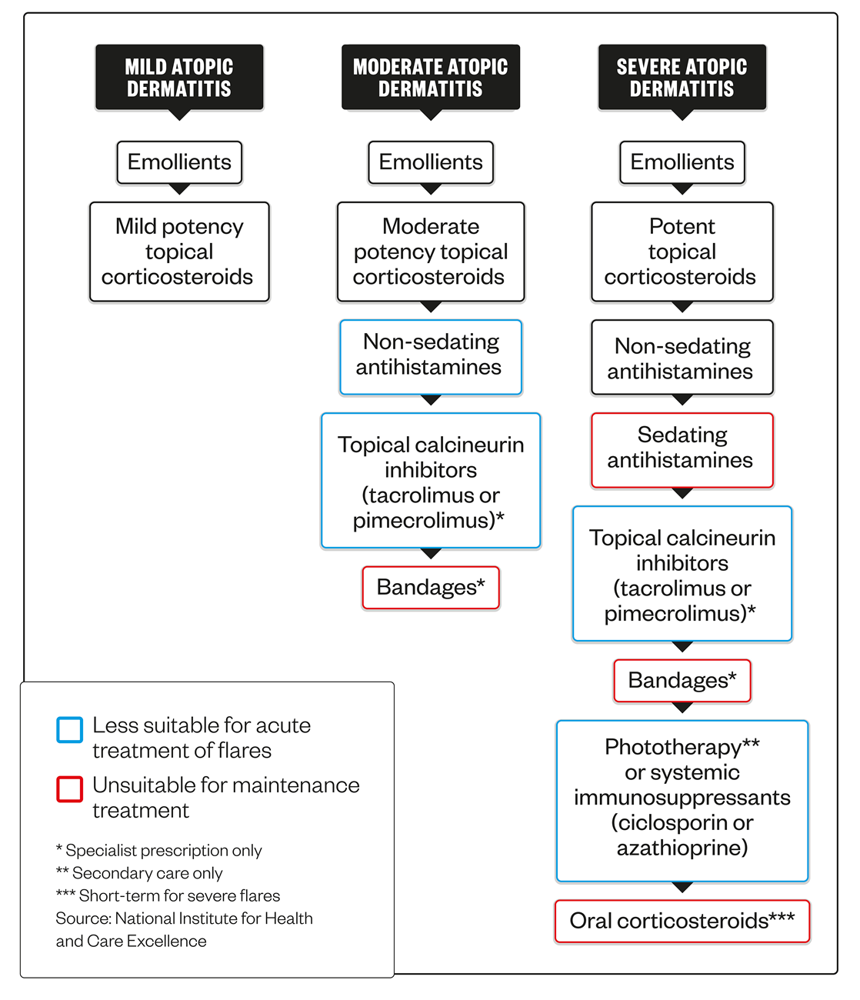 MILD ATOPIC
DERMATITIS
Emollients
Mild potency
topical
corticosteroids
MODERATE ATOPIC
DERMATITIS
Emollients
Moderate
potency topical
corticosteroids
Non-sedating
antihistamines
Topical calcineurin
inhibitors
(tacrolimus or
pimecrolimus)*
Bandages*
SEVERE ATOPIC
DERMATITIS
Emollients
Potent
topical
corticosteroids
Non-sedating
antihistamines
Sedating
antihistamines
Topical calcineurin
inhibitors
(tacrolimus or
pimecrolimus)*
Bandages*
Phototherapy**
or systemic
immunosuppressants
(ciclosporin or
azathioprine)
Oral corticosteroids***
Less suitable for acute
treatment of flares
Unsuitable for maintenance
treatment
* Specialist prescription only
** Secondary care only
*** Short-term for severe flares
Source: National Institute for Health
and Care Excellence